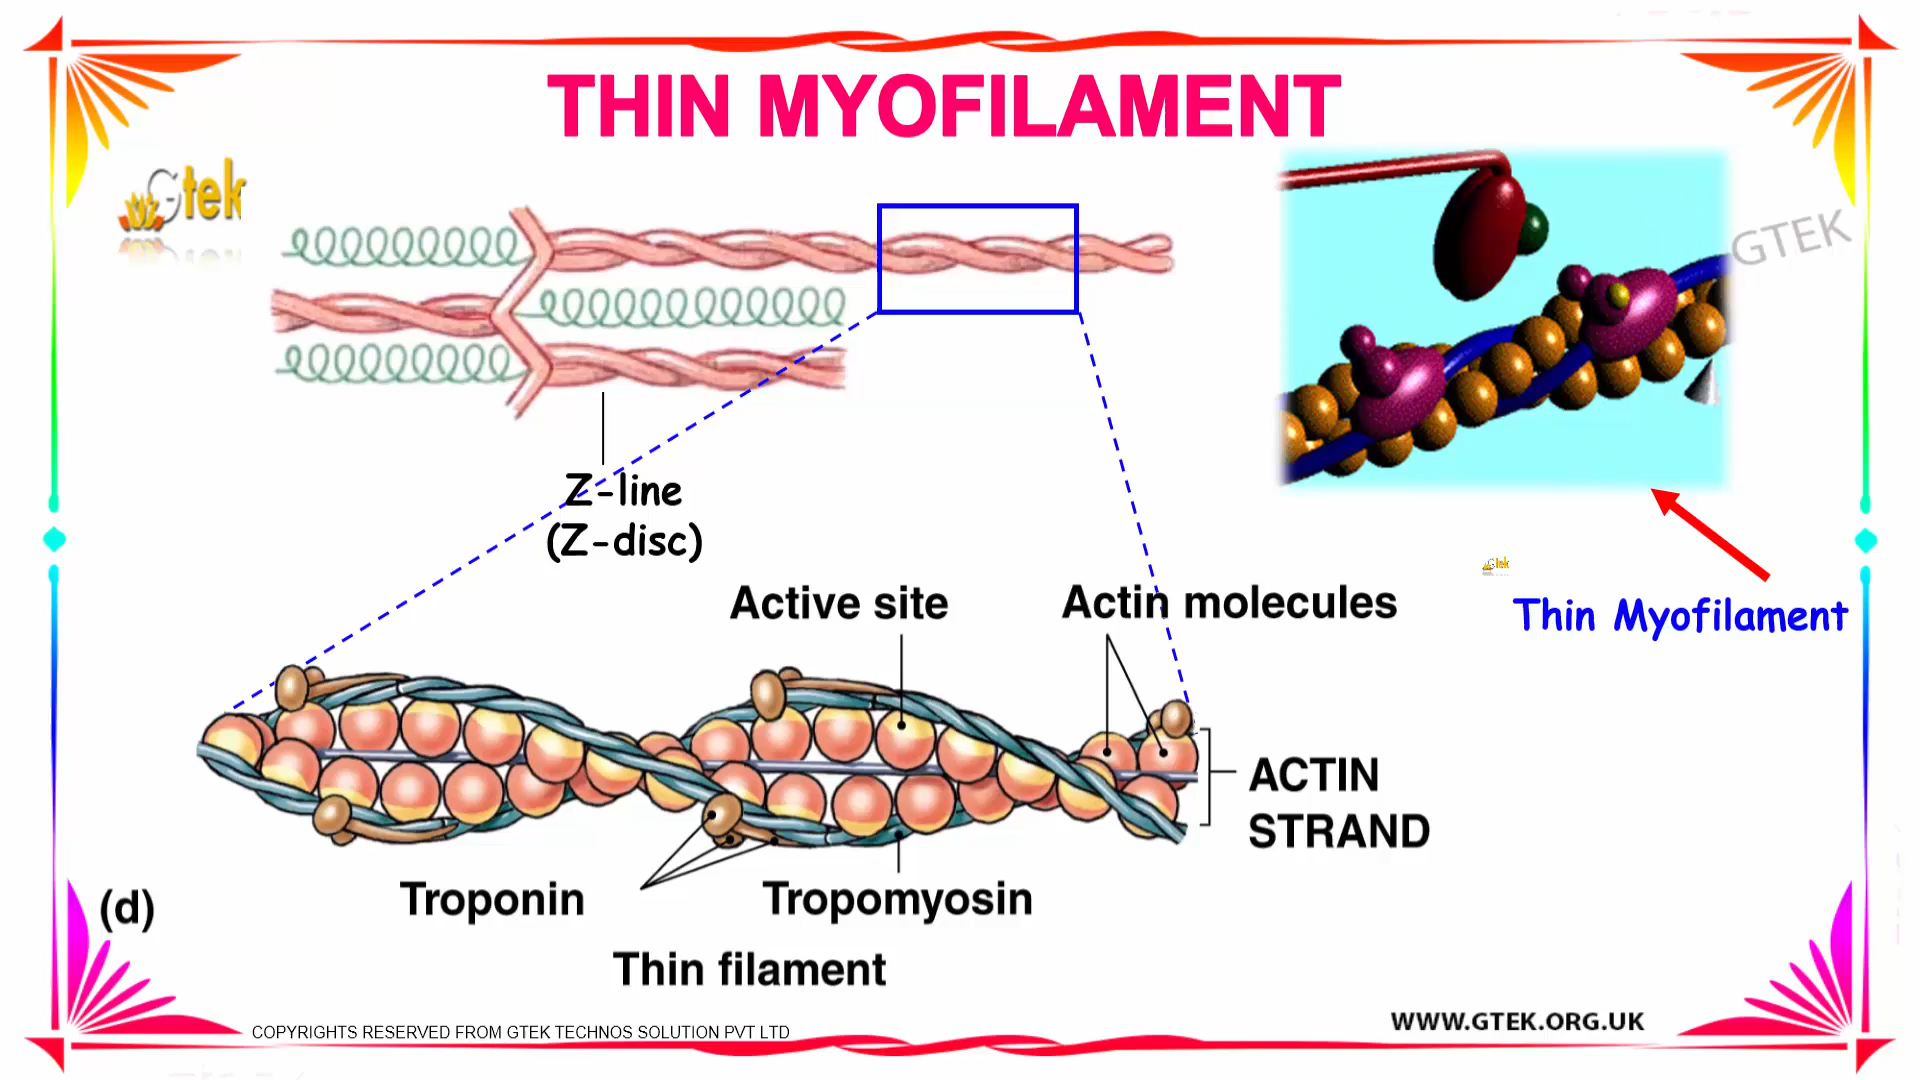 THIN MYOFILAMENT
Gtek
GTEK
Z-line
(Z-disc)
Active site
Actin molecules
Gtek
Thin Myofilament
ACTIN
STRAND
Troponin
Tropomyosin
(d)
Thin filament
COPYRIGHTS RESERVED FROM GTEK TECHNOS SOLUTION PVT LTD
WWW.GTEK.ORG.UK